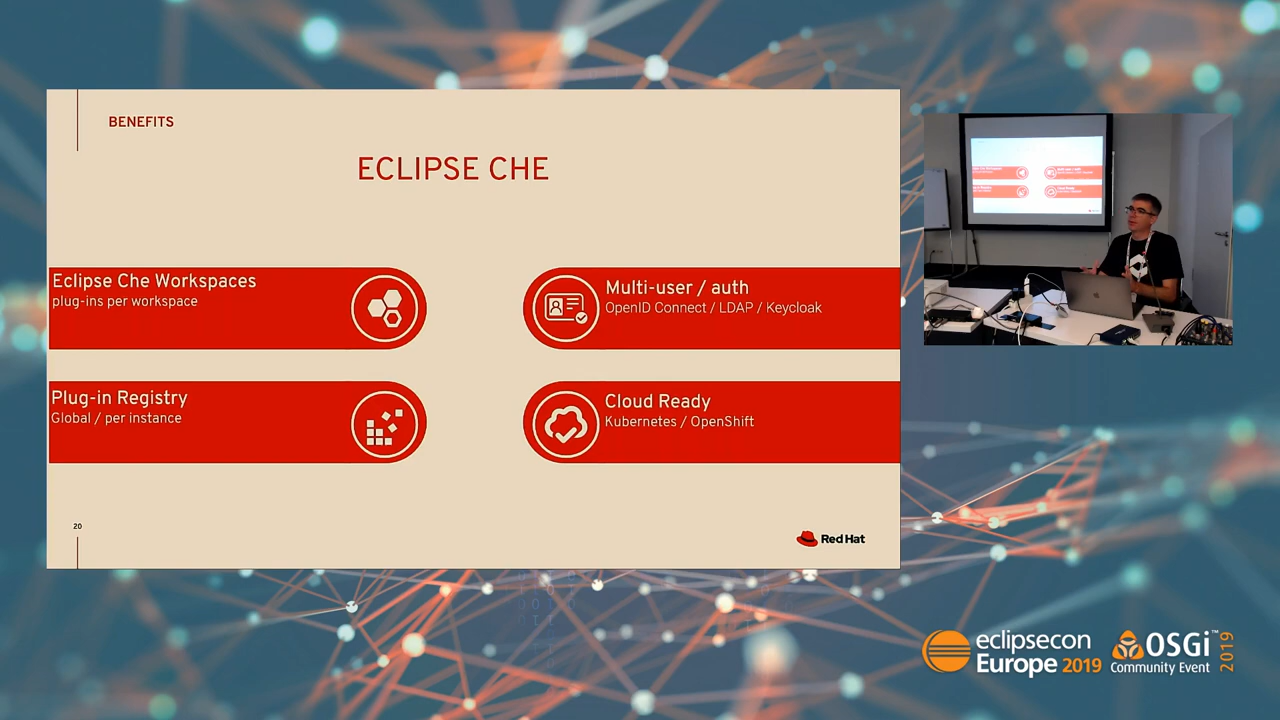 BENEFITS
ECLIPSE CHE
Eclipse Che Workspaces
plug-ins per workspace
Multi-user / auth
OpenID Connect / LDAP / Keycloak
Plug-in Registry
Global / per instance
Cloud Ready
Kubernetes / OpenShift
20
Red Hat
eclipsecon
Europe 2019
OSGi™
Community Event
2019